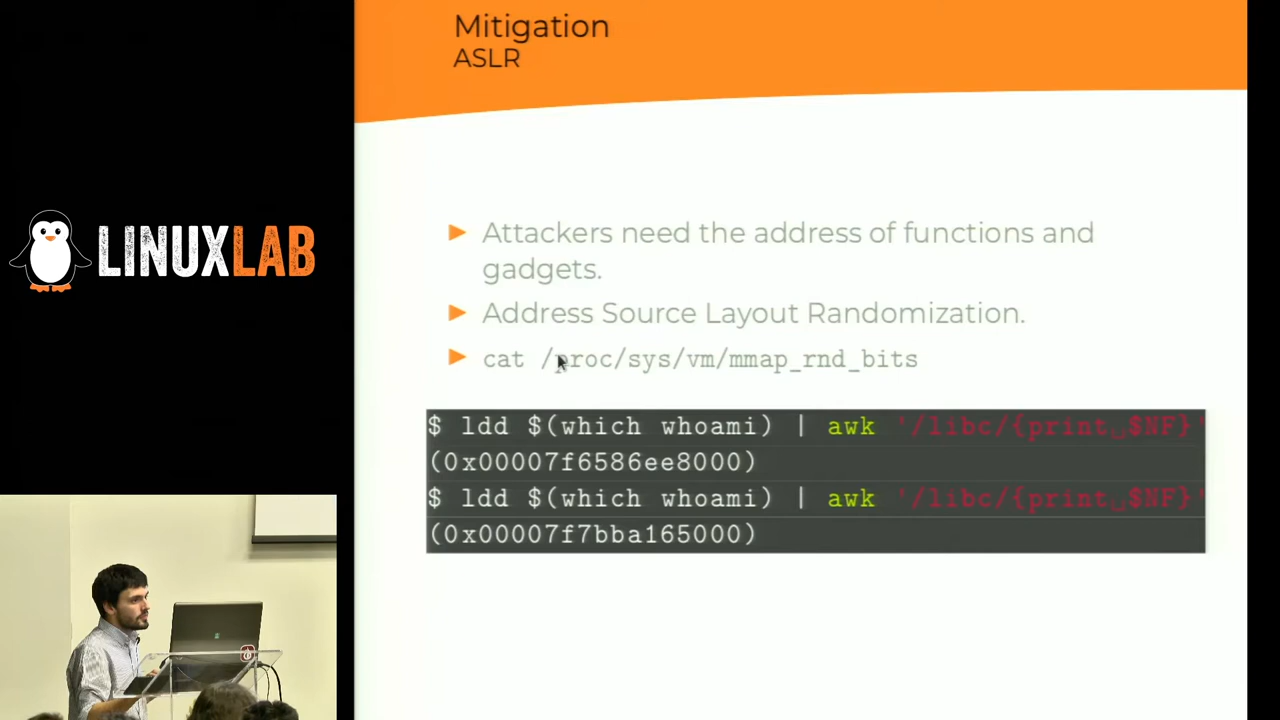 Mitigation
ASLR
LINUXLAB
Attackers need the address of functions and
gadgets.
Address Source Layout Randomization.
cat /proc/sys/vm/mmap_rnd_bits
$ ldd $(which whoami) | awk '/libc/{print␣$NF}'
(0x00007f6586ee8000)
$ ldd $(which whoami) | awk '/libc/{print␣$NF}'
(0x00007f7bba165000)